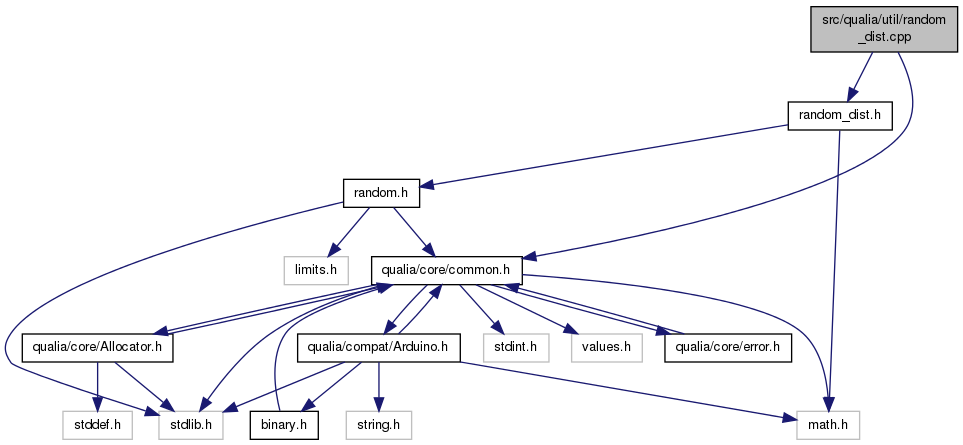 src/qualia/util/random
_dist.cpp
random_dist.h
random.h
limits.h
qualia/core/common.h
qualia/core/Allocator.h
qualia/compat/Arduino.h
stdint.h
values.h
qualia/core/error.h
stddef.h
stdlib.h
binary.h
string.h
math.h